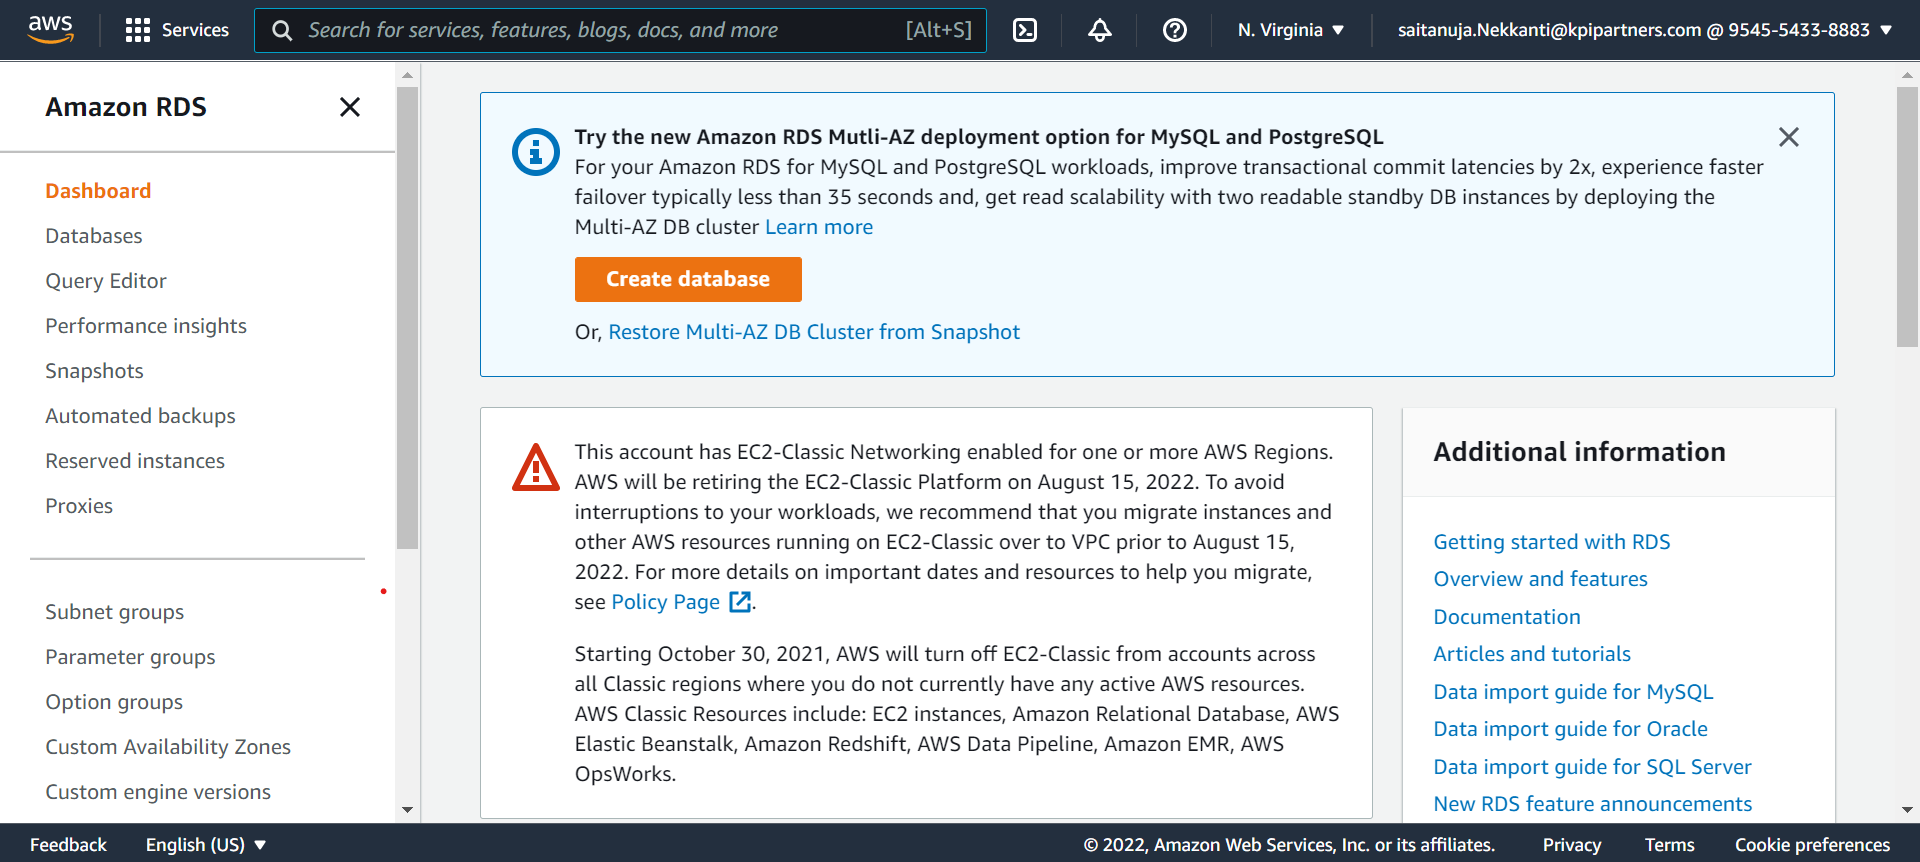 aws
Services
Search for services, features, blogs, docs, and more [Alt+S]
N. Virginia
saitanuja.Nekkanti@kpipartners.com @ 9545-5433-8883
Amazon RDS
Dashboard
Databases
Query Editor
Performance insights
Snapshots
Automated backups
Reserved instances
Proxies
Subnet groups
Parameter groups
Option groups
Custom Availability Zones
Custom engine versions
Try the new Amazon RDS Mutli-AZ deployment option for MySQL and PostgreSQL
For your Amazon RDS for MySQL and PostgreSQL workloads, improve transactional commit latencies by 2x, experience faster
failover typically less than 35 seconds and, get read scalability with two readable standby DB instances by deploying the
Multi-AZ DB cluster Learn more
Create database
Or, Restore Multi-AZ DB Cluster from Snapshot
This account has EC2-Classic Networking enabled for one or more AWS Regions.
AWS will be retiring the EC2-Classic Platform on August 15, 2022. To avoid
interruptions to your workloads, we recommend that you migrate instances and
other AWS resources running on EC2-Classic over to VPC prior to August 15,
2022. For more details on important dates and resources to help you migrate,
see Policy Page.
Starting October 30, 2021, AWS will turn off EC2-Classic from accounts across
all Classic regions where you do not currently have any active AWS resources.
AWS Classic Resources include: EC2 instances, Amazon Relational Database, AWS
Elastic Beanstalk, Amazon Redshift, AWS Data Pipeline, Amazon EMR, AWS
OpsWorks.
Additional information
Getting started with RDS
Overview and features
Documentation
Articles and tutorials
Data import guide for MySQL
Data import guide for Oracle
Data import guide for SQL Server
New RDS feature announcements
Feedback
English (US)
© 2022, Amazon Web Services, Inc. or its affiliates.
Privacy
Terms
Cookie preferences